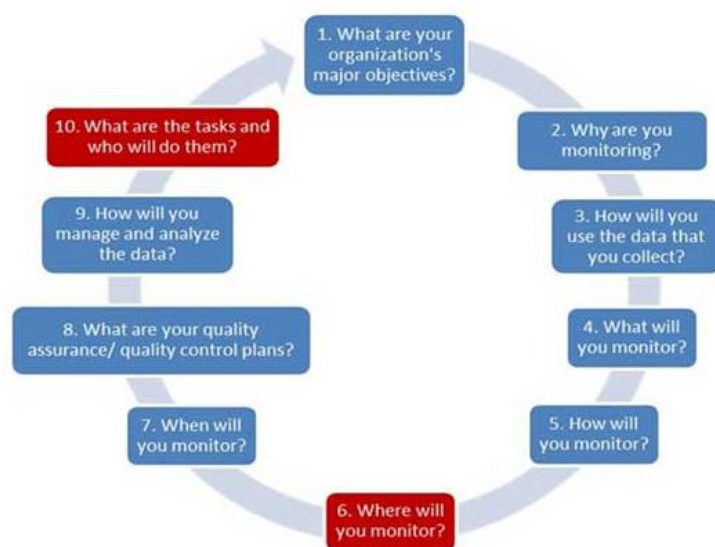 1. What are your
organization's
major objectives?
2. Why are you
monitoring?
3. How will you
use the data that
you collect?
4. What will
you monitor?
5. How will
you monitor?
6. Where will
you monitor?
7. When will
you monitor?
8. What are your quality
assurance/ quality control plans?
9. How will you
manage and analyze
the data?
10. What are the tasks and
who will do them?